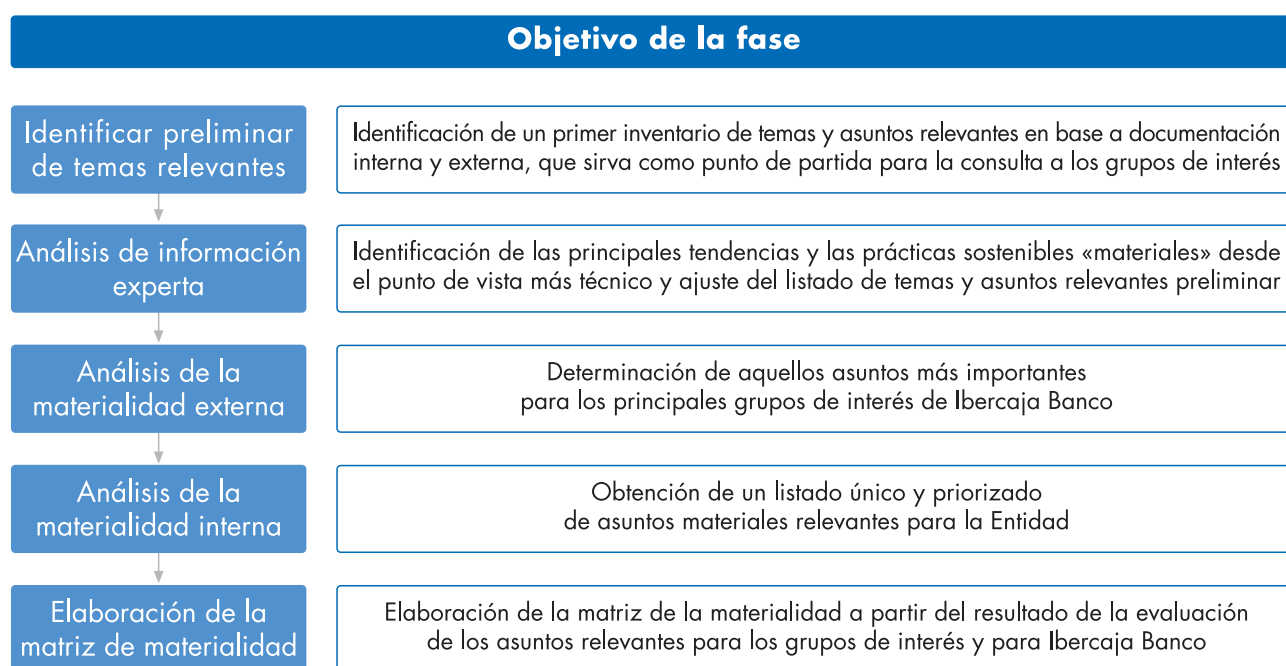 Objetivo de la fase
Identificar preliminar
de temas relevantes
Identificación de un primer inventario de temas y asuntos relevantes en base a documentación
interna y externa, que sirva como punto de partida para la consulta a los grupos de interés
Análisis de información
experta
Identificación de las principales tendencias y las prácticas sostenibles «materiales» desde
el punto de vista más técnico y ajuste del listado de temas y asuntos relevantes preliminar
Análisis de la
materialidad externa
Determinación de aquellos asuntos más importantes
para los principales grupos de interés de Ibercaja Banco
Análisis de la
materialidad interna
Obtención de un listado único y priorizado
de asuntos materiales relevantes para la Entidad
Elaboración de la
matriz de materialidad
Elaboración de la matriz de la materialidad a partir del resultado de la evaluación
de los asuntos relevantes para los grupos de interés y para Ibercaja Banco